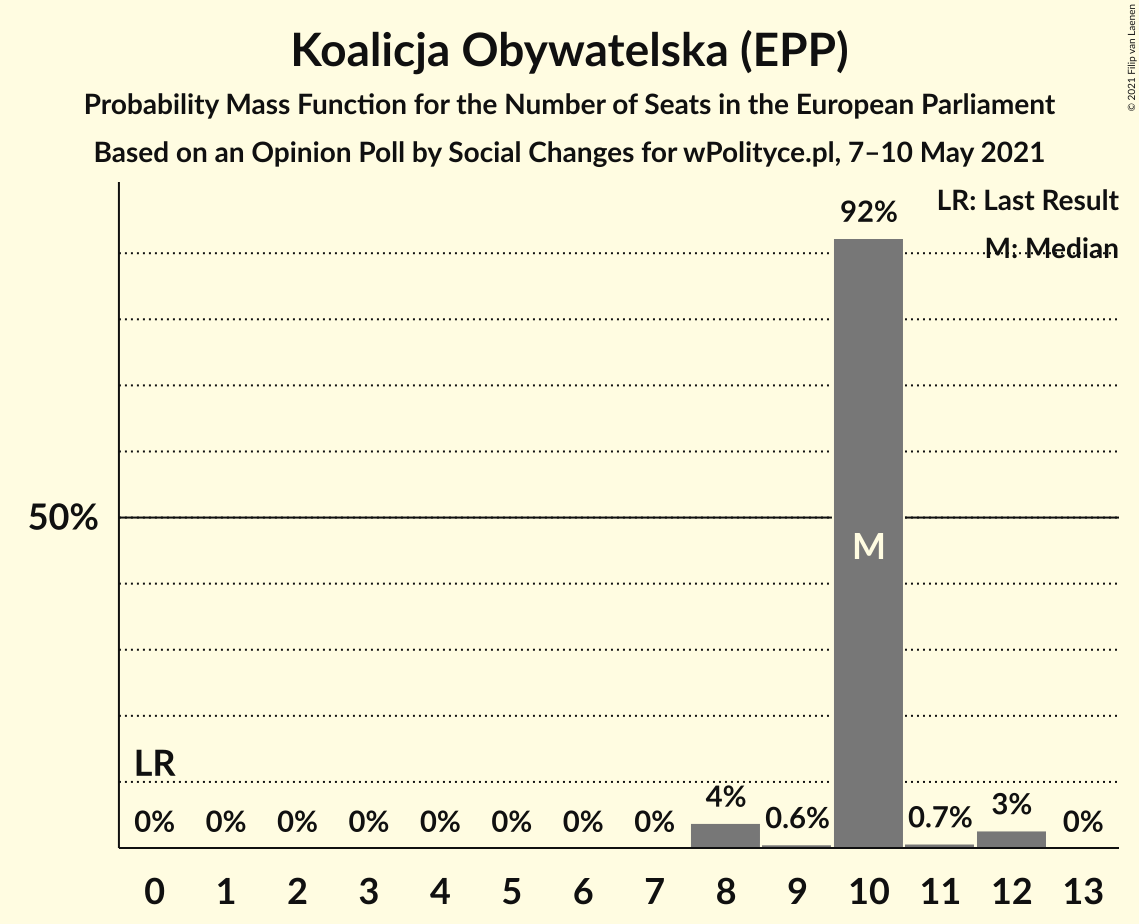 Koalicja Obywatelska (EPP)
Probability Mass Function for the Number of Seats in the European Parliament
Based on an Opinion Poll by Social Changes for wPolityce.pl, 7–10 May 2021
© 2021 Filip van Laenen
LR: Last Result
M: Median
92%
50%
M
LR
0% 0% 0% 0% 0% 0% 0% 0% 4% 0.6% 0.7% 3% 0%
0 1 2 3 4 5 6 7 8 9 10 11 12 13